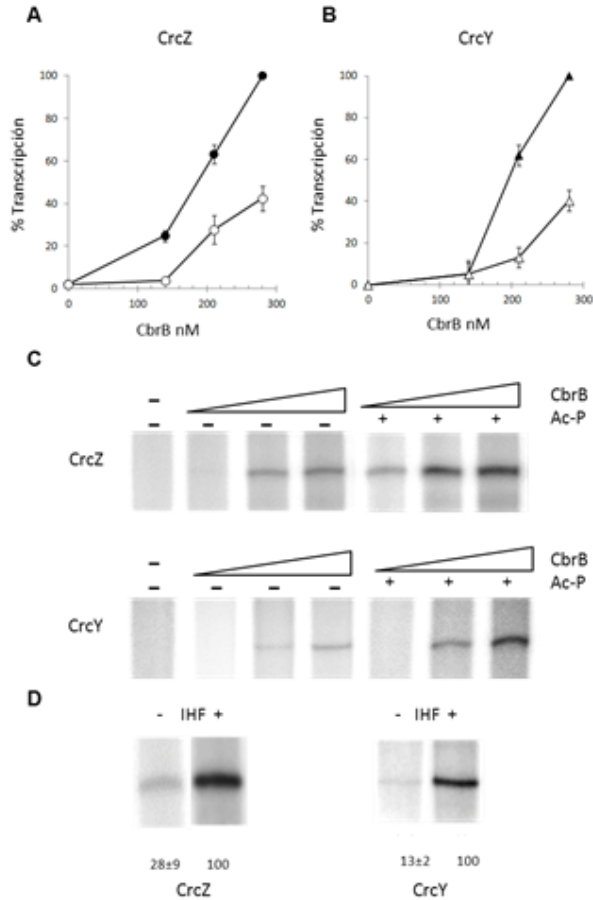 A
B
CrcZ
CrcY
% Transcripción
100
80
60
40
20
0
0
100
200
300
CbrB nM
% Transcripción
100
80
60
40
20
0
0
100
200
300
CbrB nM
C
– CbrB
– – – – + + + Ac-P
CrcZ
– CbrB
– – – – + + + Ac-P
CrcY
D
- IHF +
- IHF +
28±9 100
13±2 100
CrcZ
CrcY